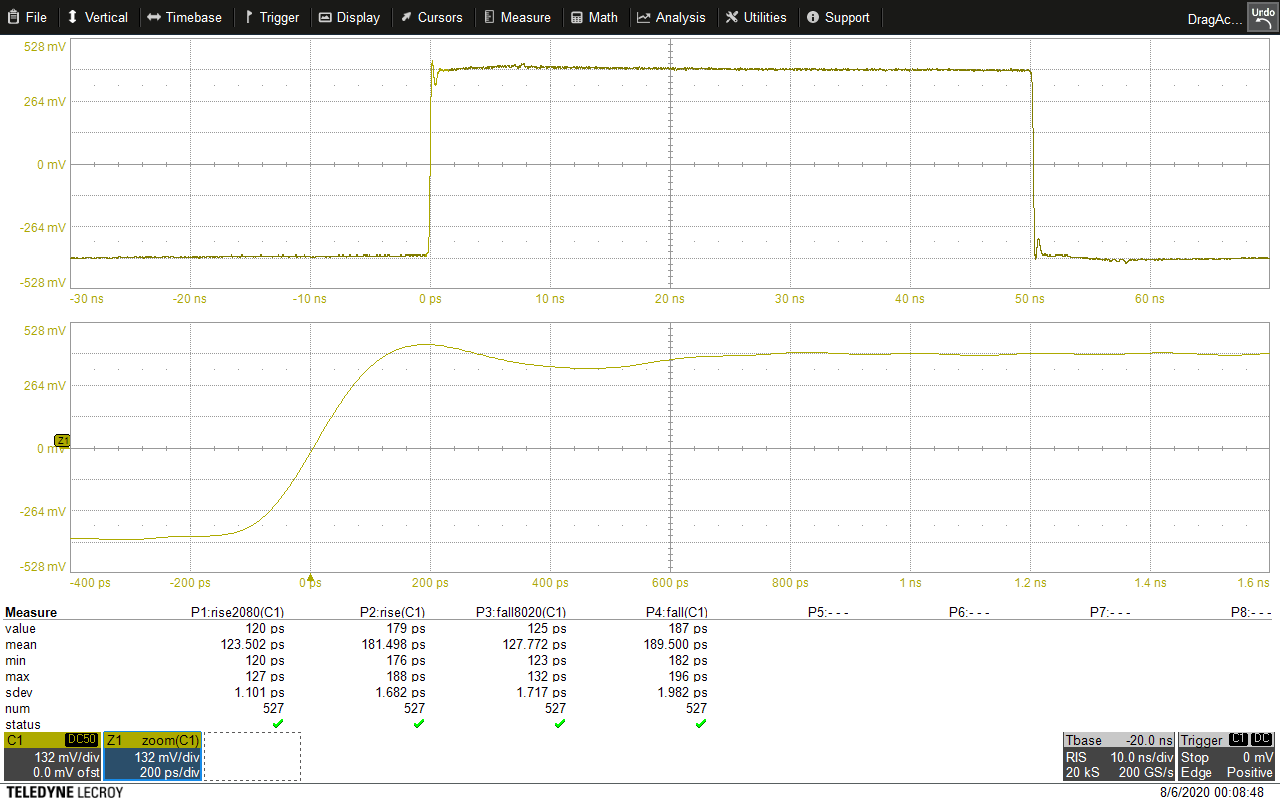 File Vertical Timebase Trigger Display Cursors Measure Math Analysis Utilities Support DragAc... Undo
528 mV
264 mV
0 mV
-264 mV
-528 mV
-30 ns -20 ns -10 ns 0 ps 10 ns 20 ns 30 ns 40 ns 50 ns 60 ns
528 mV
264 mV
Z1
0 mV
-264 mV
-528 mV
-400 ps -200 ps 0 ps 200 ps 400 ps 600 ps 800 ps 1 ns 1.2 ns 1.4 ns 1.6 ns
Measure P1:rise2080(C1) P2:rise(C1) P3:fall8020(C1) P4:fall(C1) P5:- - - P6:- - - P7:- - - P8:- - -
value 120 ps 179 ps 125 ps 187 ps
mean 123.502 ps 181.498 ps 127.772 ps 189.500 ps
min 120 ps 176 ps 123 ps 182 ps
max 127 ps 188 ps 132 ps 196 ps
sdev 1.101 ps 1.682 ps 1.717 ps 1.982 ps
num 527 527 527 527
status
C1 DC50 Z1 zoom(C1) Tbase -20.0 ns Trigger C1 DC
132 mV/div 132 mV/div RIS 10.0 ns/div Stop 0 mV
0.0 mV ofst 200 ps/div 20 kS 200 GS/s Edge Positive
TELEDYNE LECROY 8/6/2020 00:08:48